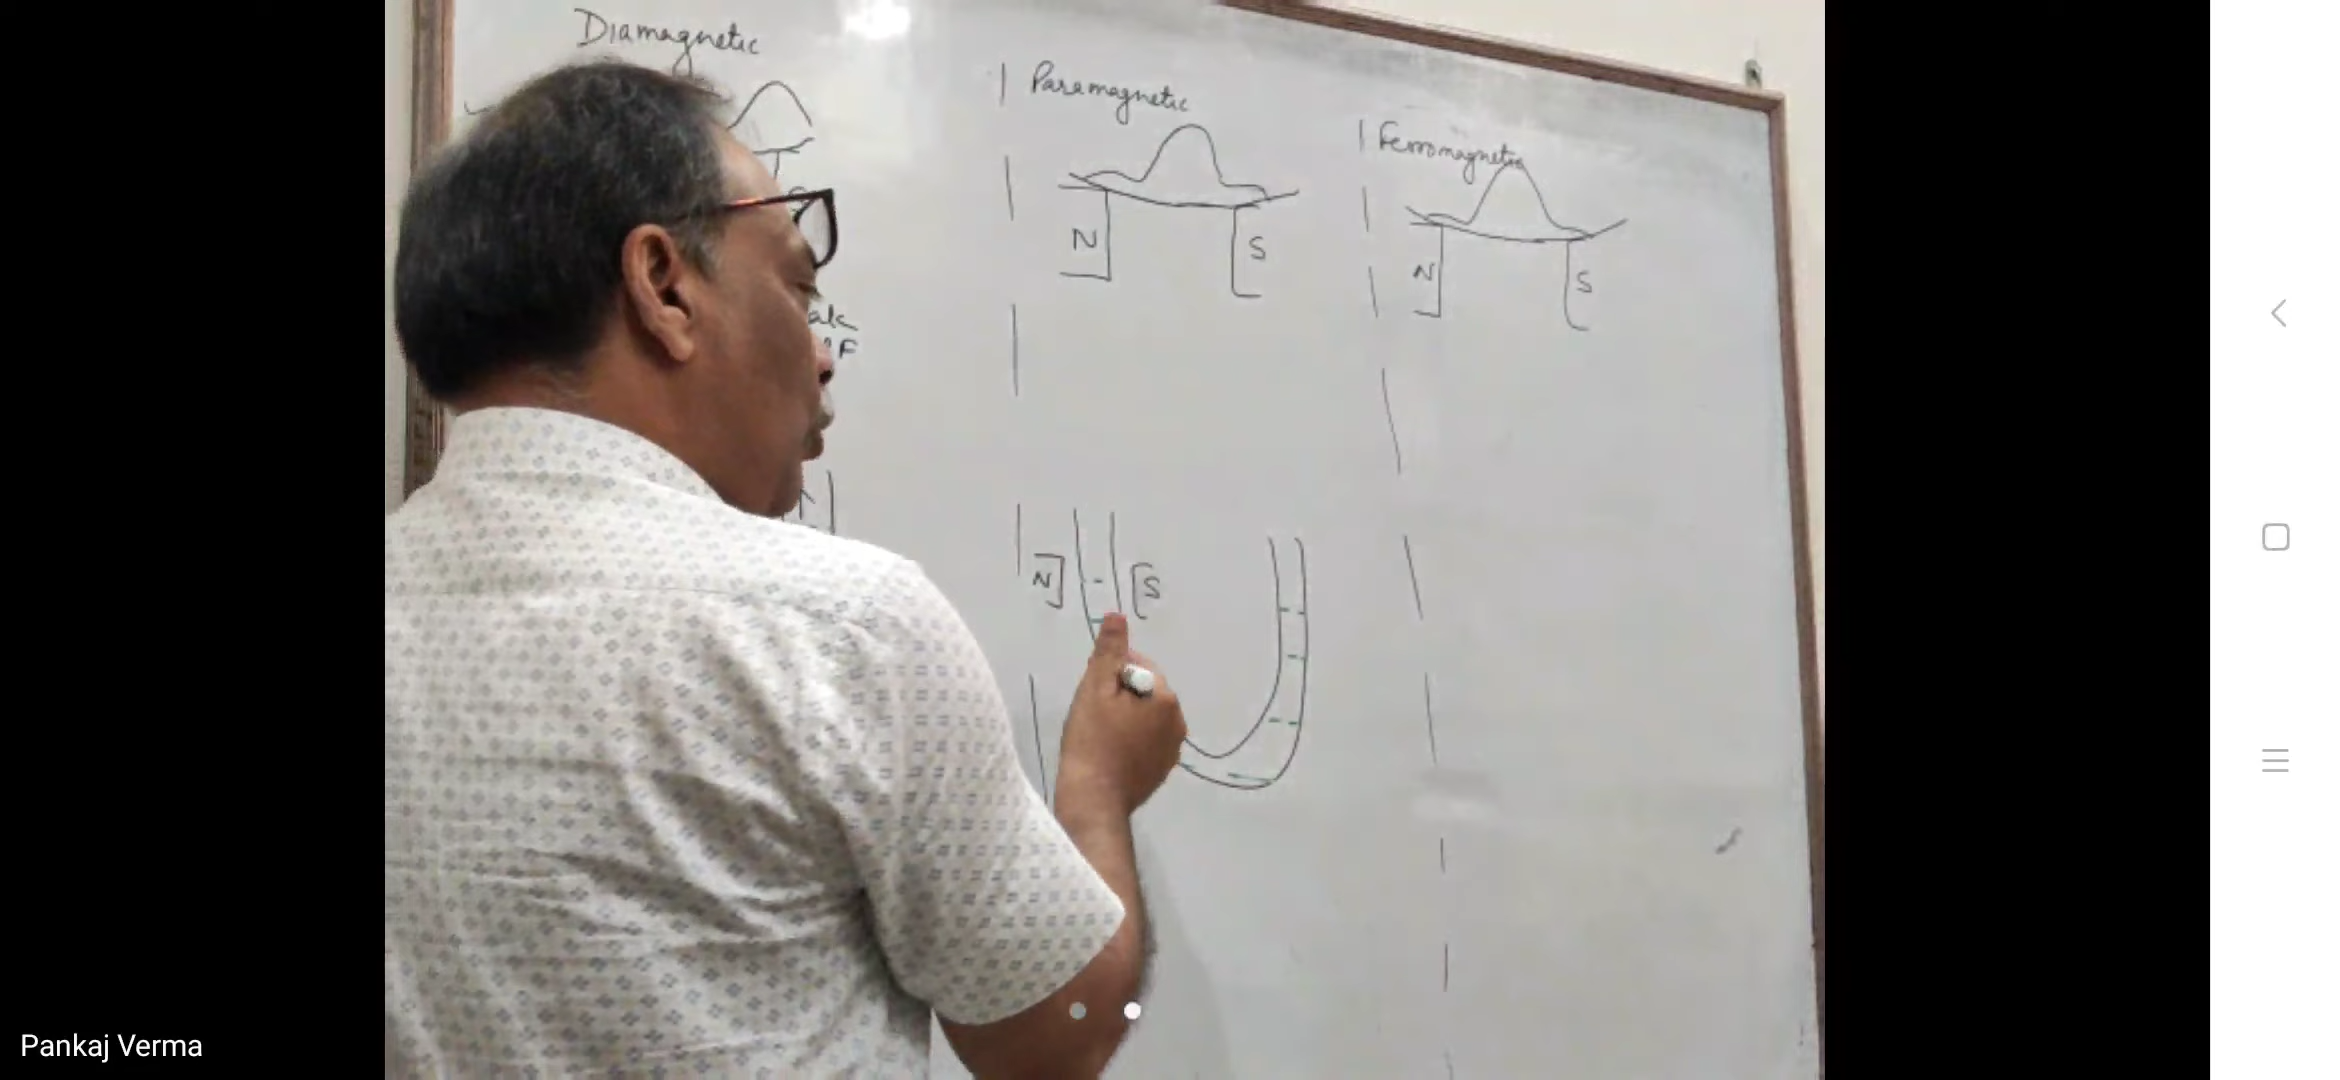 Diamagnetic
Paramagnetic
Ferromagnetic
N S
N S
N S
Pankaj Verma